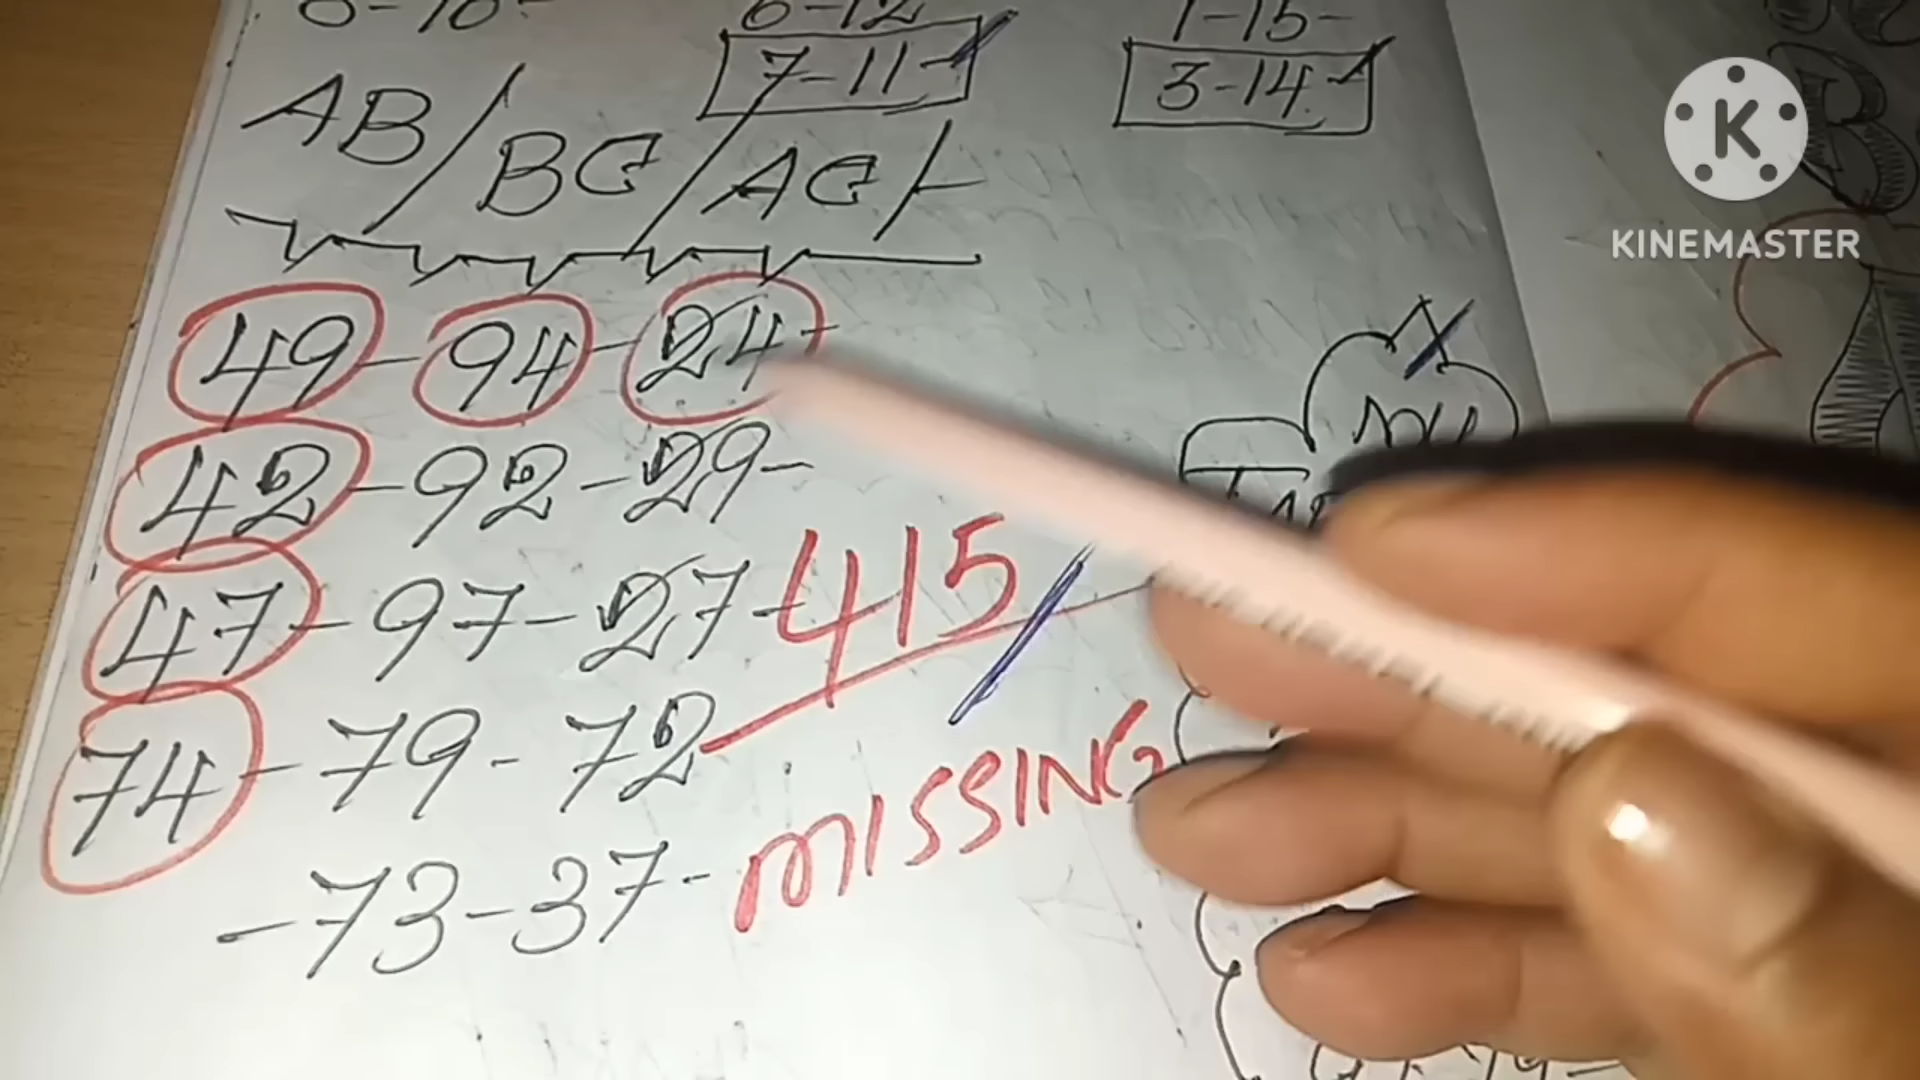 6-12
1-15-
7-11-
3-14-
AB/BC/AC/-
K
KINEMASTER
49-94-24-
42-92-29-
47-97-27-
415
74-79-72
-73-37-
MISSING